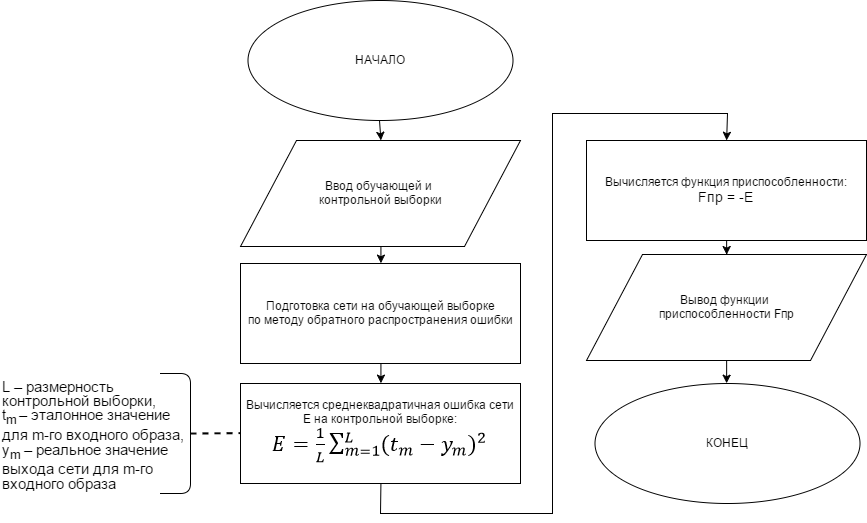 НАЧАЛО
Ввод обучающей и
контрольной выборки
Подготовка сети на обучающей выборке
по методу обратного распространения ошибки
L – размерность
контрольной выборки,
tm – эталонное значение
для m-го входного образа,
ym – реальное значение
выхода сети для m-го
входного образа
Вычисляется среднеквадратичная ошибка сети
E на контрольной выборке:
E = 1/L ∑_{m=1}^{L}(t_m − y_m)^2
Вычисляется функция приспособленности:
Fпр = -E
Вывод функции
приспособленности Fпр
КОНЕЦ